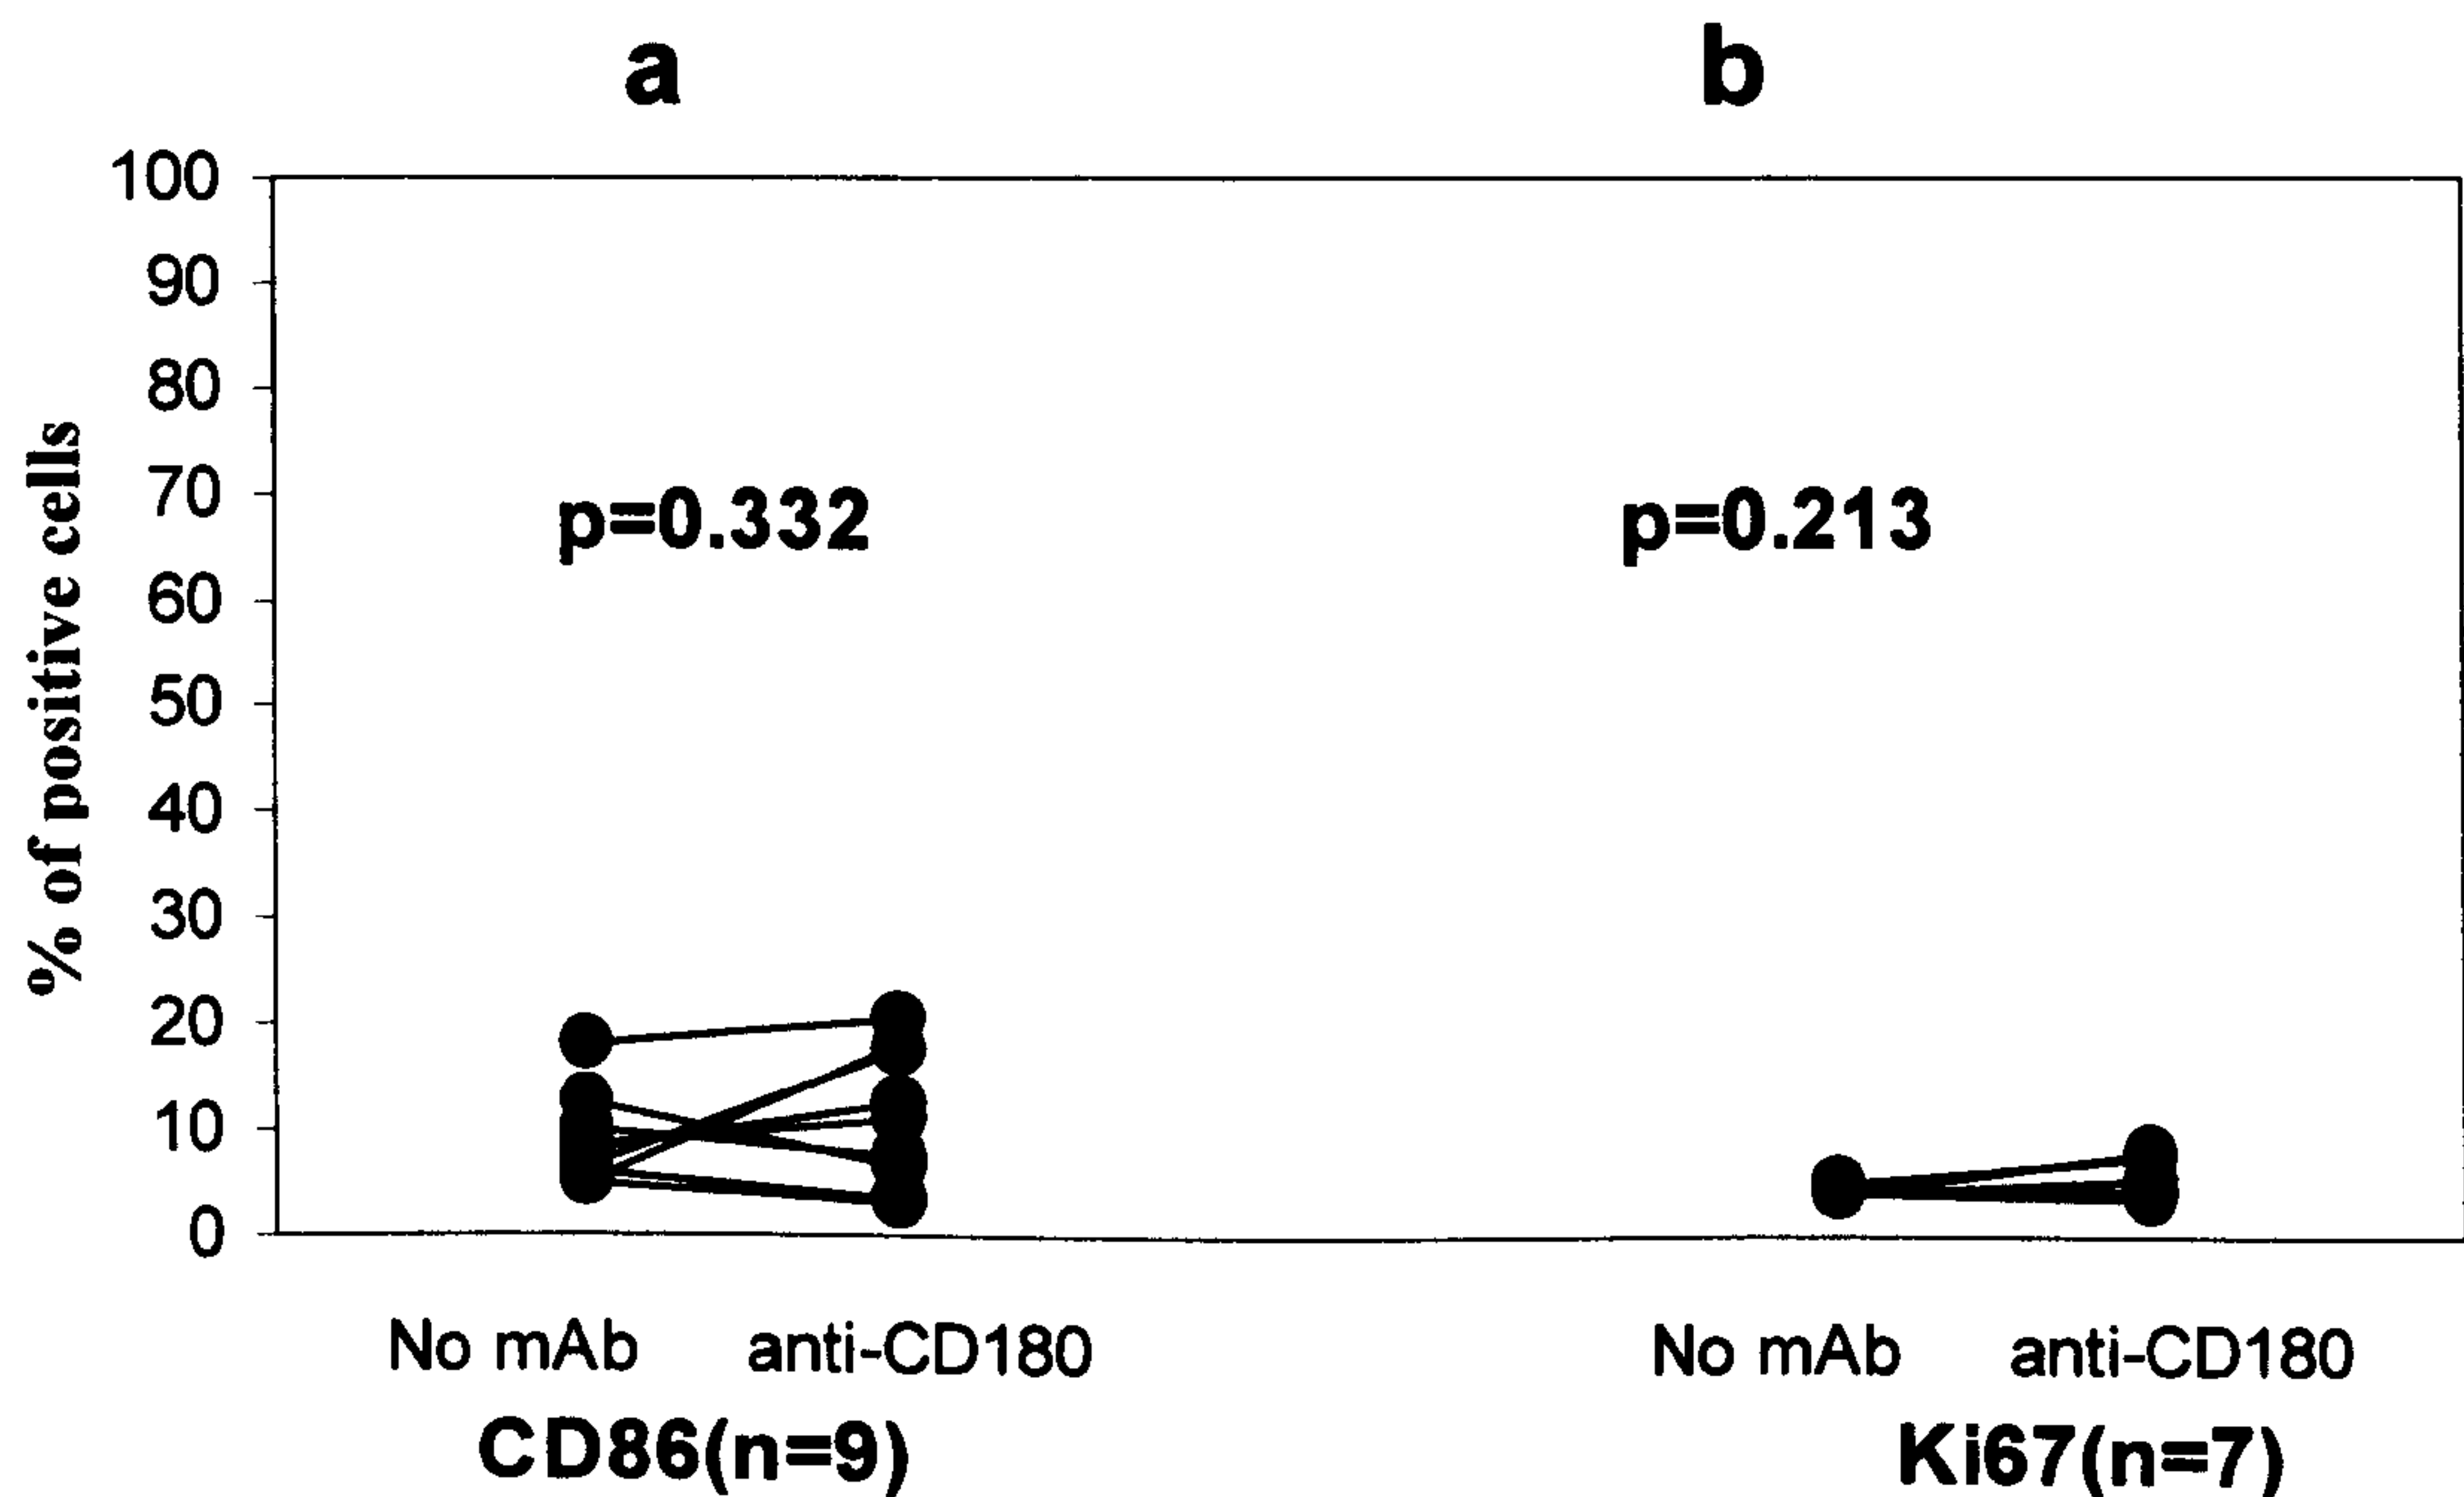 a b
100
90
80
70
60
50
40
30
20
10
0
% of positive cells
p=0.332 p=0.213
No mAb anti-CD180 No mAb anti-CD180
CD86(n=9) Ki67(n=7)